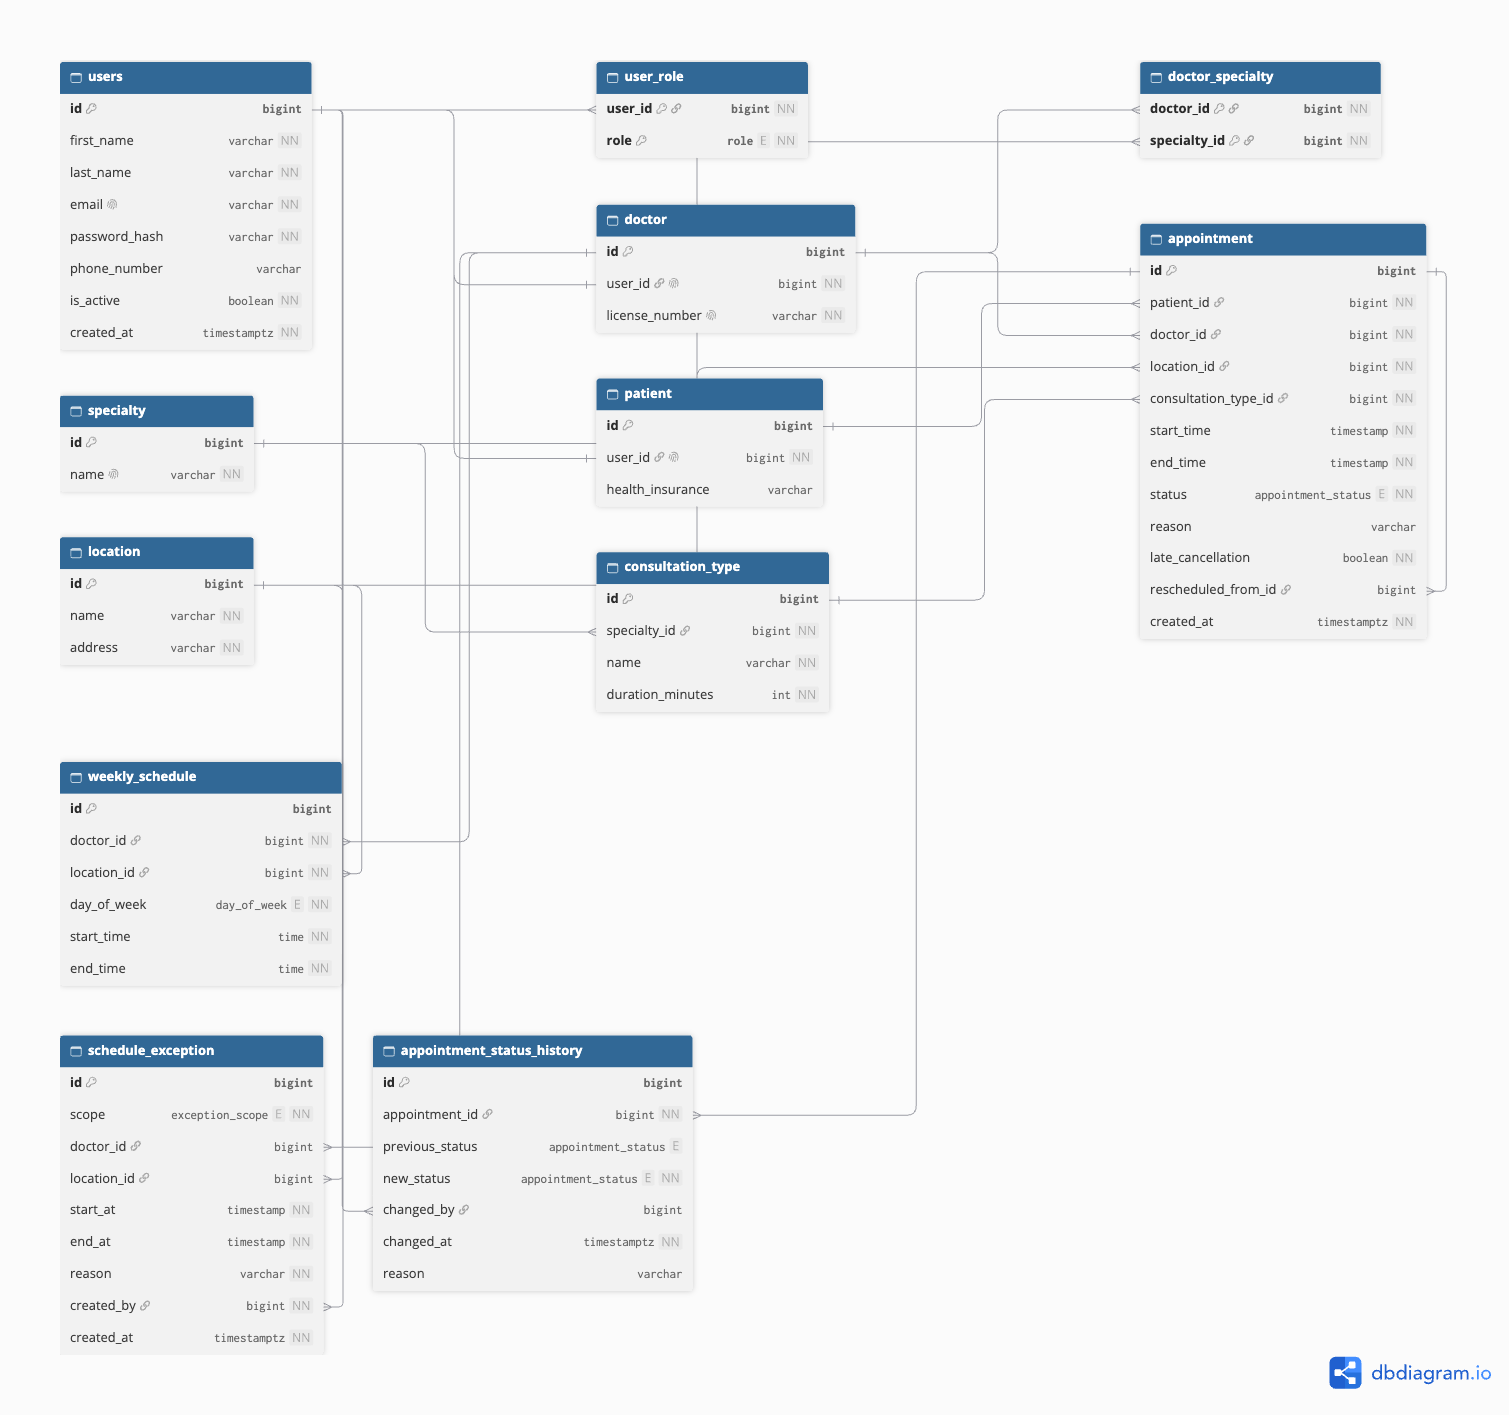 users
id bigint
first_name varchar NN
last_name varchar NN
email varchar NN
password_hash varchar NN
phone_number varchar
is_active boolean NN
created_at timestamptz NN
user_role
user_id bigint NN
role role E NN
doctor_specialty
doctor_id bigint NN
specialty_id bigint NN
doctor
id bigint
user_id bigint NN
license_number varchar NN
appointment
id bigint
patient_id bigint NN
doctor_id bigint NN
location_id bigint NN
consultation_type_id bigint NN
start_time timestamp NN
end_time timestamp NN
status appointment_status E NN
reason varchar
late_cancellation boolean NN
rescheduled_from_id bigint
created_at timestamptz NN
specialty
id bigint
name varchar NN
patient
id bigint
user_id bigint NN
health_insurance varchar
location
id bigint
name varchar NN
address varchar NN
consultation_type
id bigint
specialty_id bigint NN
name varchar NN
duration_minutes int NN
weekly_schedule
id bigint
doctor_id bigint NN
location_id bigint NN
day_of_week day_of_week E NN
start_time time NN
end_time time NN
schedule_exception
id bigint
scope exception_scope E NN
doctor_id bigint
location_id bigint
start_at timestamp NN
end_at timestamp NN
reason varchar NN
created_by bigint NN
created_at timestamptz NN
appointment_status_history
id bigint
appointment_id bigint NN
previous_status appointment_status E
new_status appointment_status E NN
changed_by bigint
changed_at timestamptz NN
reason varchar
dbdiagram.io